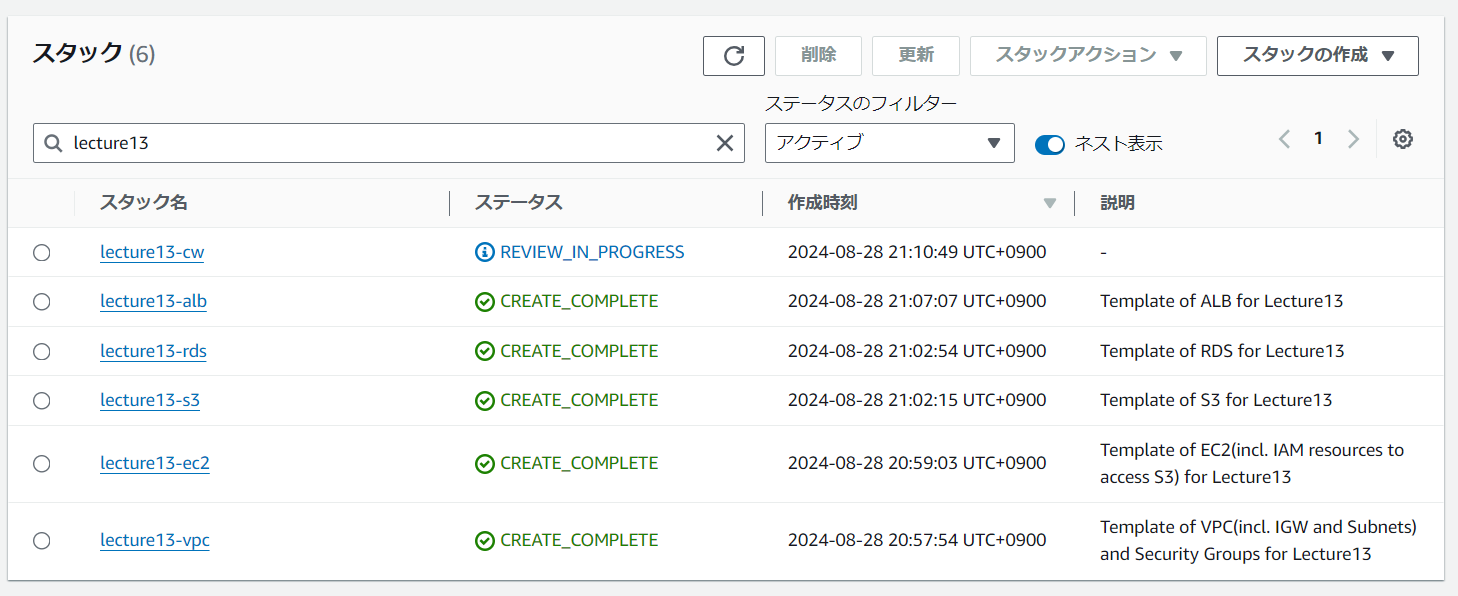 スタック (6)
削除
更新
スタックアクション
スタックの作成
ステータスのフィルター
lecture13
アクティブ
ネスト表示
1
スタック名 ステータス 作成時刻 説明
lecture13-cw REVIEW_IN_PROGRESS 2024-08-28 21:10:49 UTC+0900 -
lecture13-alb CREATE_COMPLETE 2024-08-28 21:07:07 UTC+0900 Template of ALB for Lecture13
lecture13-rds CREATE_COMPLETE 2024-08-28 21:02:54 UTC+0900 Template of RDS for Lecture13
lecture13-s3 CREATE_COMPLETE 2024-08-28 21:02:15 UTC+0900 Template of S3 for Lecture13
lecture13-ec2 CREATE_COMPLETE 2024-08-28 20:59:03 UTC+0900 Template of EC2(incl. IAM resources to
access S3) for Lecture13
lecture13-vpc CREATE_COMPLETE 2024-08-28 20:57:54 UTC+0900 Template of VPC(incl. IGW and Subnets)
and Security Groups for Lecture13